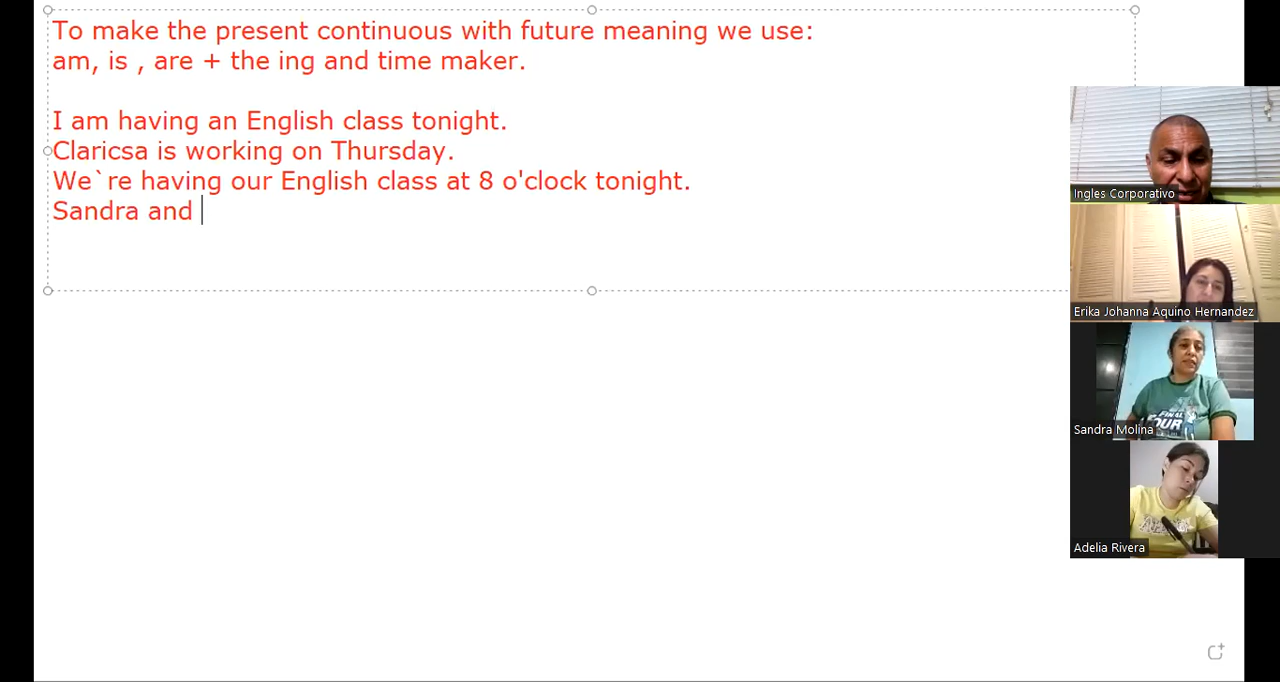 To make the present continuous with future meaning we use:
am, is , are + the ing and time maker.
I am having an English class tonight.
Claricsa is working on Thursday.
We`re having our English class at 8 o'clock tonight.
Sandra and
Ingles Corporativo
Erika Johanna Aquino Hernandez
FINAL
FOUR
Sandra Molina
Adelia Rivera